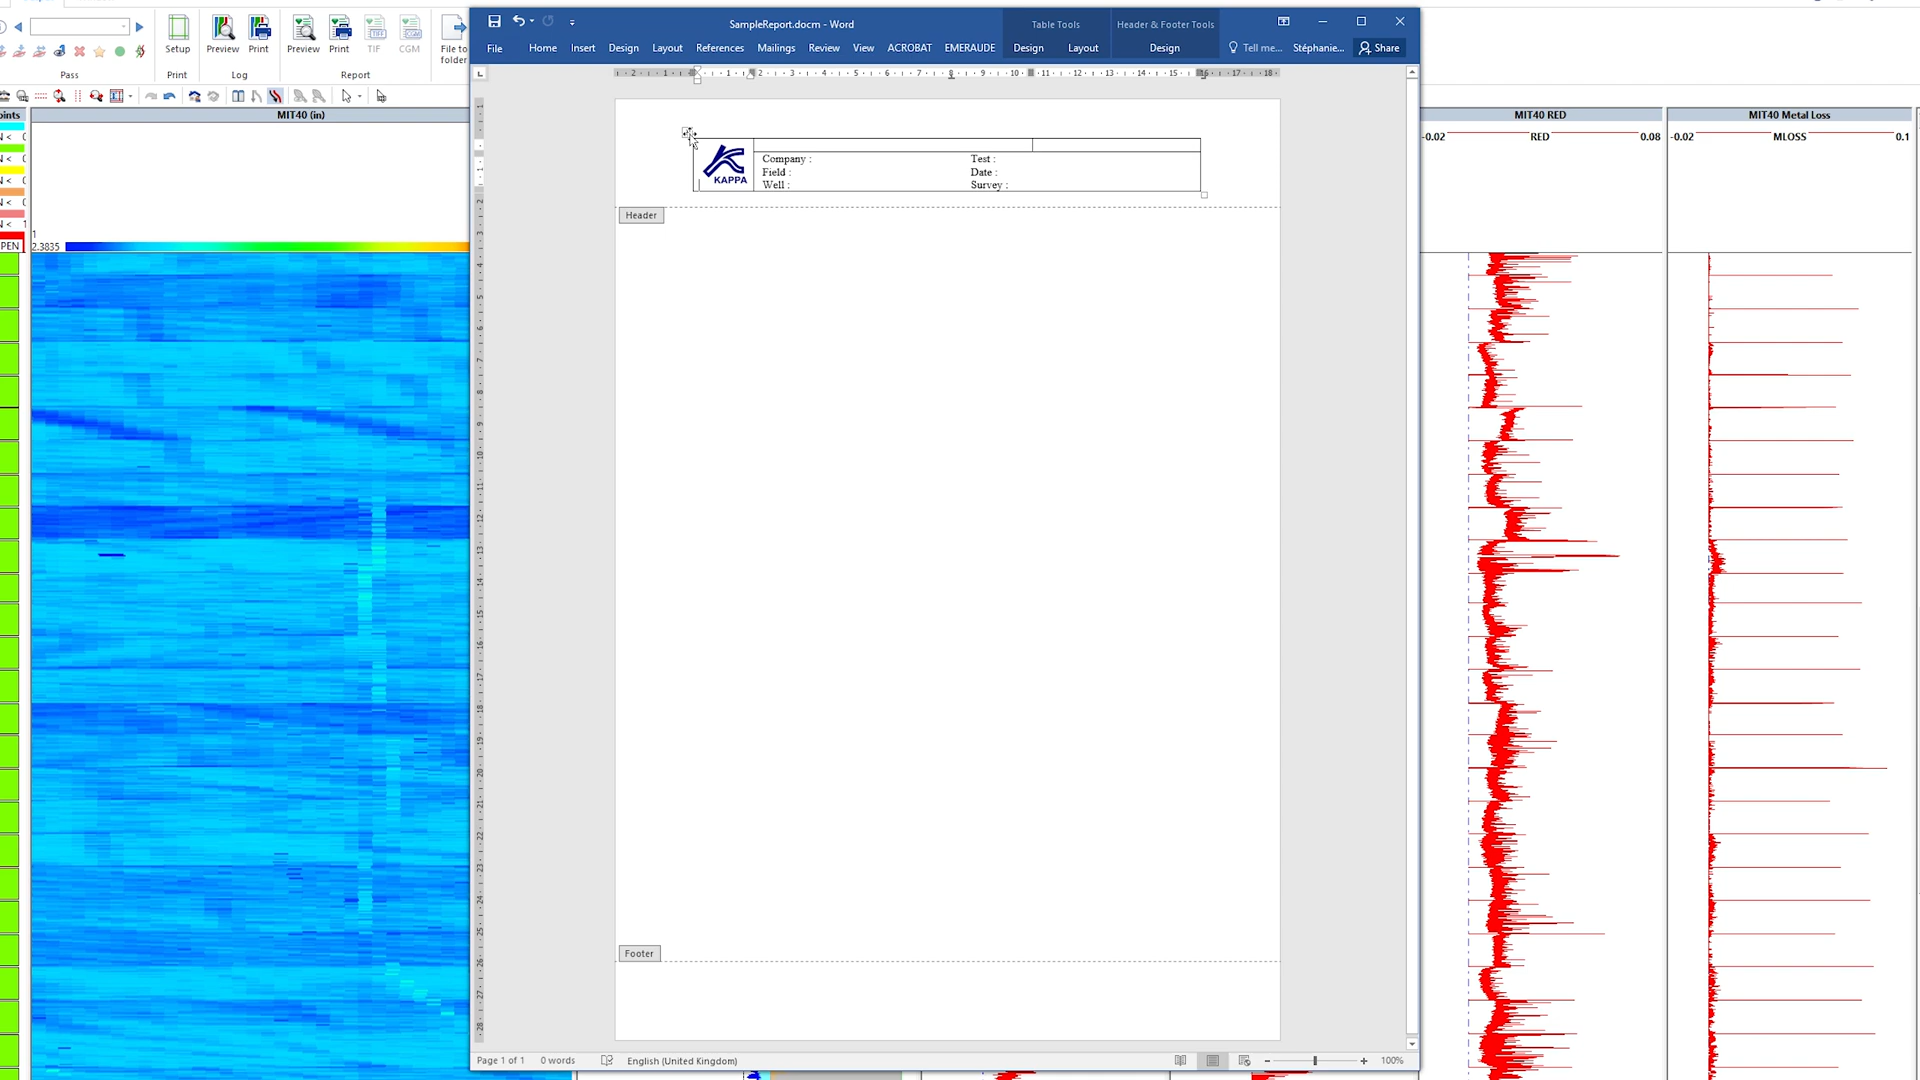 Setup
Preview
Print
Preview
Print
TIF
CGM
File to
folder
Pass
Print
Log
Report
SampleReport.docm - Word
Table Tools
Header & Footer Tools
File
Home
Insert
Design
Layout
References
Mailings
Review
View
ACROBAT
EMERAUDE
Design
Layout
Design
Tell me...
Stéphanie...
Share
oints
MIT40 (in)
1
2.3835
PEN
KAPPA
Company :
Field :
Well :
Test :
Date :
Survey :
Header
Footer
MIT40 RED
-0.02
RED
0.08
MIT40 Metal Loss
-0.02
MLOSS
0.1
Page 1 of 1
0 words
English (United Kingdom)
100%